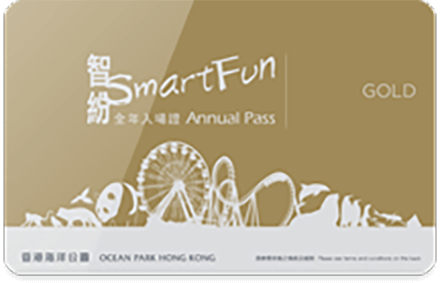 智紛 SmartFun
全年入場證 Annual Pass
GOLD
香港海洋公園 OCEAN PARK HONG KONG
Please see terms and conditions on the back.